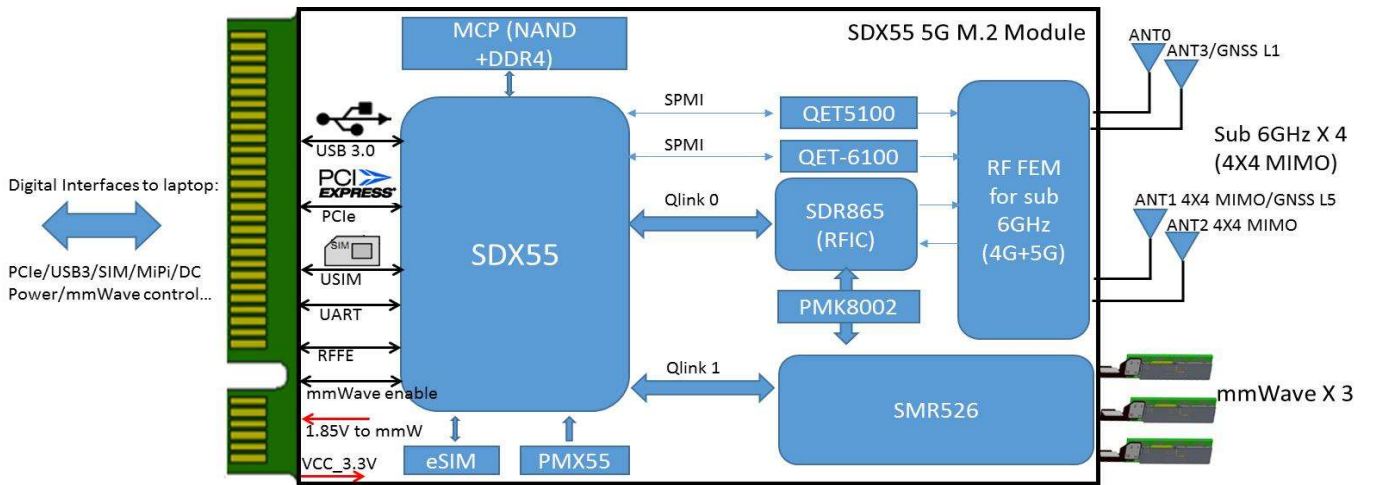 SDX55 5G M.2 Module
MCP (NAND
+DDR4)
SDX55
USB 3.0
PCI
EXPRESS®
PCIe
SIM
USIM
UART
RFFE
mmWave enable
1.85V to mmW
VCC_3.3V
Digital Interfaces to laptop:
PCIe/USB3/SIM/MiPi/DC
Power/mmWave control...
eSIM
PMX55
SPMI
SPMI
Qlink 0
Qlink 1
QET5100
QET-6100
SDR865
(RFIC)
PMK8002
SMR526
RF FEM
for sub
6GHz
(4G+5G)
ANT0
ANT3/GNSS L1
Sub 6GHz X 4
(4X4 MIMO)
ANT1 4X4 MIMO/GNSS L5
ANT2 4X4 MIMO
mmWave X 3